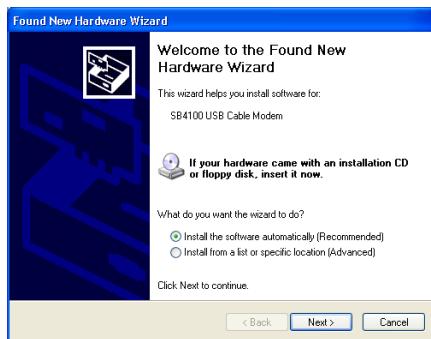 Found New Hardware Wizard
Welcome to the Found New
Hardware Wizard
This wizard helps you install software for:
SB4100 USB Cable Modem
If your hardware came with an installation CD
or floppy disk, insert it now.
What do you want the wizard to do?
Install the software automatically (Recommended)
Install from a list or specific location (Advanced)
Click Next to continue.
< Back Next > Cancel